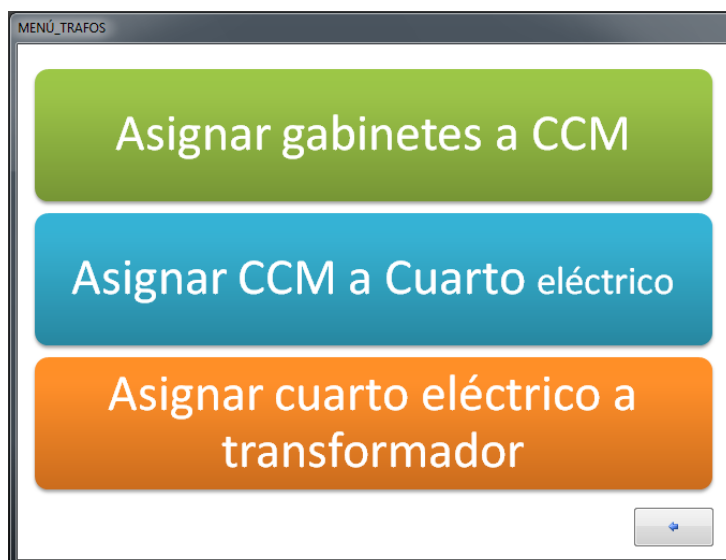 MENÚ_TRAFOS
Asignar gabinetes a CCM
Asignar CCM a Cuarto eléctrico
Asignar cuarto eléctrico a
transformador